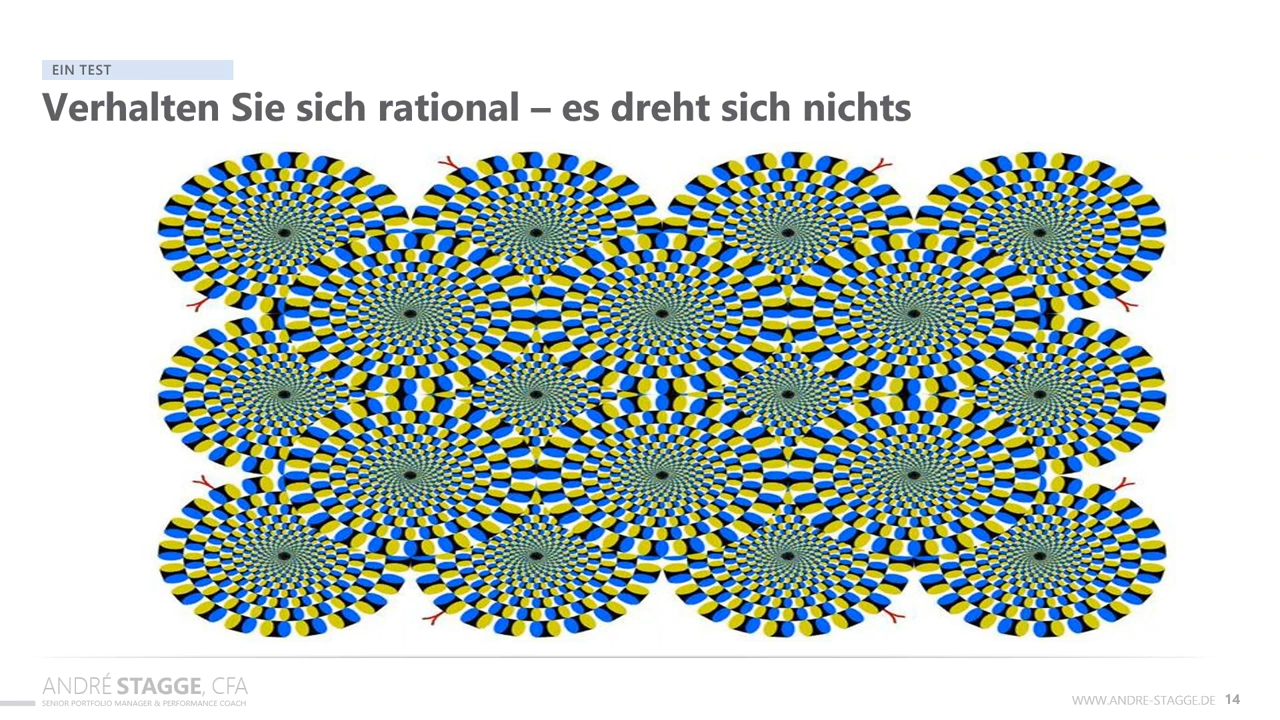 EIN TEST
Verhalten Sie sich rational – es dreht sich nichts
ANDRÉ STAGGE, CFA
SENIOR PORTFOLIO MANAGER & PERFORMANCE COACH
WWW.ANDRE-STAGGE.DE 14